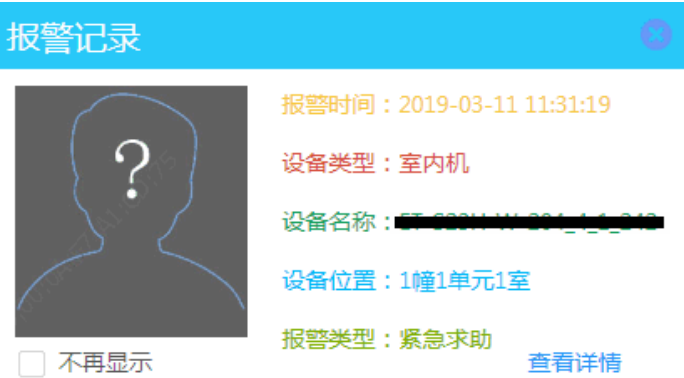 报警记录
?
报警时间：2019-03-11 11:31:19
设备类型：室内机
设备名称：
设备位置：1幢1单元1室
报警类型：紧急求助
不再显示
查看详情